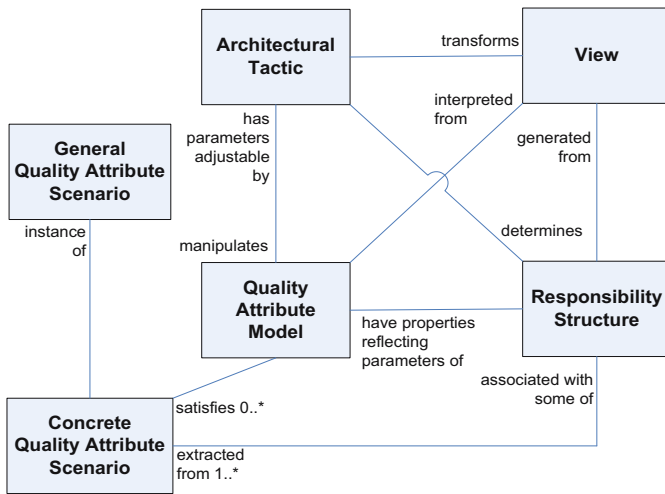 Architectural
Tactic
transforms
View
has
parameters
adjustable
by
interpreted
from
generated
from
General
Quality Attribute
Scenario
instance
of
manipulates
determines
Quality
Attribute
Model
have properties
reflecting
parameters of
Responsibility
Structure
associated with
some of
Concrete
Quality Attribute
Scenario
satisfies 0..*
extracted
from 1..*